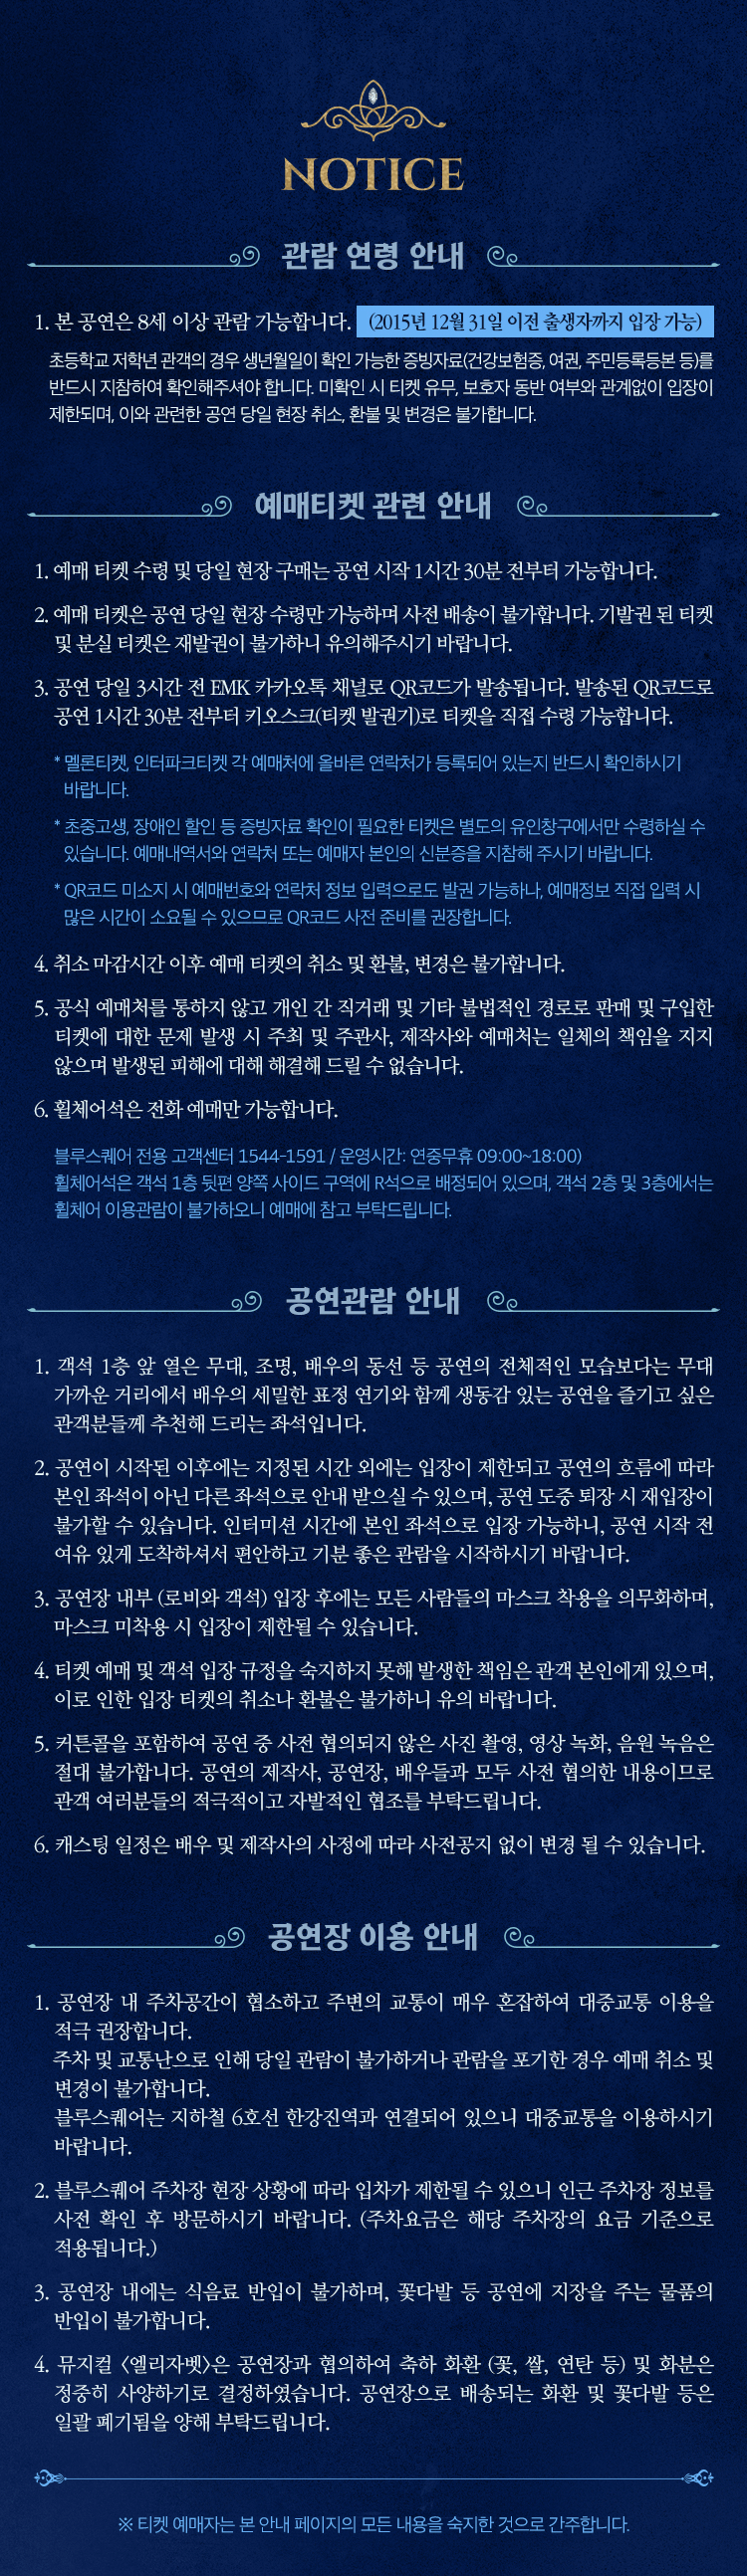 NOTICE
관람 연령 안내
1. 본 공연은 8세 이상 관람 가능합니다. (2015년 12월 31일 이전 출생자까지 입장 가능)
초등학교 저학년 관객의 경우 생년월일이 확인 가능한 증빙자료(건강보험증, 여권, 주민등록등본 등)를
반드시 지참하여 확인해주셔야 합니다. 미확인 시 티켓 유무, 보호자 동반 여부와 관계없이 입장이
제한되며, 이와 관련한 공연 당일 현장 취소, 환불 및 변경은 불가합니다.
예매티켓 관련 안내
1. 예매 티켓 수령 및 당일 현장 구매는 공연 시작 1시간 30분 전부터 가능합니다.
2. 예매 티켓은 공연 당일 현장 수령만 가능하며 사전 배송이 불가합니다. 기발권 된 티켓
및 분실 티켓은 재발권이 불가하니 유의해주시기 바랍니다.
3. 공연 당일 3시간 전 EMK 카카오톡 채널로 QR코드가 발송됩니다. 발송된 QR코드로
공연 1시간 30분 전부터 키오스크(티켓 발권기)로 티켓을 직접 수령 가능합니다.
* 멜론티켓, 인터파크티켓 각 예매처에 올바른 연락처가 등록되어 있는지 반드시 확인하시기
바랍니다.
* 초중고생, 장애인 할인 등 증빙자료 확인이 필요한 티켓은 별도의 유인창구에서만 수령하실 수
있습니다. 예매내역서와 연락처 또는 예매자 본인의 신분증을 지참해 주시기 바랍니다.
* QR코드 미소지 시 예매번호와 연락처 정보 입력으로도 발권 가능하나, 예매정보 직접 입력 시
많은 시간이 소요될 수 있으므로 QR코드 사전 준비를 권장합니다.
4. 취소 마감시간 이후 예매 티켓의 취소 및 환불, 변경은 불가합니다.
5. 공식 예매처를 통하지 않고 개인 간 직거래 및 기타 불법적인 경로로 판매 및 구입한
티켓에 대한 문제 발생 시 주최 및 주관사, 제작사와 예매처는 일체의 책임을 지지
않으며 발생된 피해에 대해 해결해 드릴 수 없습니다.
6. 휠체어석은 전화 예매만 가능합니다.
블루스퀘어 전용 고객센터 1544-1591 / 운영시간: 연중무휴 09:00~18:00)
휠체어석은 객석 1층 뒷편 양쪽 사이드 구역에 R석으로 배정되어 있으며, 객석 2층 및 3층에서는
휠체어 이용관람이 불가하오니 예매에 참고 부탁드립니다.
공연관람 안내
1. 객석 1층 앞 열은 무대, 조명, 배우의 동선 등 공연의 전체적인 모습보다는 무대
가까운 거리에서 배우의 세밀한 표정 연기와 함께 생동감 있는 공연을 즐기고 싶은
관객분들께 추천해 드리는 좌석입니다.
2. 공연이 시작된 이후에는 지정된 시간 외에는 입장이 제한되고 공연의 흐름에 따라
본인 좌석이 아닌 다른 좌석으로 안내 받으실 수 있으며, 공연 도중 퇴장 시 재입장이
불가할 수 있습니다. 인터미션 시간에 본인 좌석으로 입장 가능하니, 공연 시작 전
여유 있게 도착하셔서 편안하고 기분 좋은 관람을 시작하시기 바랍니다.
3. 공연장 내부 (로비와 객석) 입장 후에는 모든 사람들의 마스크 착용을 의무화하며,
마스크 미착용 시 입장이 제한될 수 있습니다.
4. 티켓 예매 및 객석 입장 규정을 숙지하지 못해 발생한 책임은 관객 본인에게 있으며,
이로 인한 입장 티켓의 취소나 환불은 불가하니 유의 바랍니다.
5. 커튼콜을 포함하여 공연 중 사전 협의되지 않은 사진 촬영, 영상 녹화, 음원 녹음은
절대 불가합니다. 공연의 제작사, 공연장, 배우들과 모두 사전 협의한 내용이므로
관객 여러분들의 적극적이고 자발적인 협조를 부탁드립니다.
6. 캐스팅 일정은 배우 및 제작사의 사정에 따라 사전공지 없이 변경 될 수 있습니다.
공연장 이용 안내
1. 공연장 내 주차공간이 협소하고 주변의 교통이 매우 혼잡하여 대중교통 이용을
적극 권장합니다.
주차 및 교통난으로 인해 당일 관람이 불가하거나 관람을 포기한 경우 예매 취소 및
변경이 불가합니다.
블루스퀘어는 지하철 6호선 한강진역과 연결되어 있으니 대중교통을 이용하시기
바랍니다.
2. 블루스퀘어 주차장 현장 상황에 따라 입차가 제한될 수 있으니 인근 주차장 정보를
사전 확인 후 방문하시기 바랍니다. (주차요금은 해당 주차장의 요금 기준으로
적용됩니다.)
3. 공연장 내에는 식음료 반입이 불가하며, 꽃다발 등 공연에 지장을 주는 물품의
반입이 불가합니다.
4. 뮤지컬 〈엘리자벳〉은 공연장과 협의하여 축하 화환 (꽃, 쌀, 연탄 등) 및 화분은
정중히 사양하기로 결정하였습니다. 공연장으로 배송되는 화환 및 꽃다발 등은
일괄 폐기됨을 양해 부탁드립니다.
※ 티켓 예매자는 본 안내 페이지의 모든 내용을 숙지한 것으로 간주합니다.